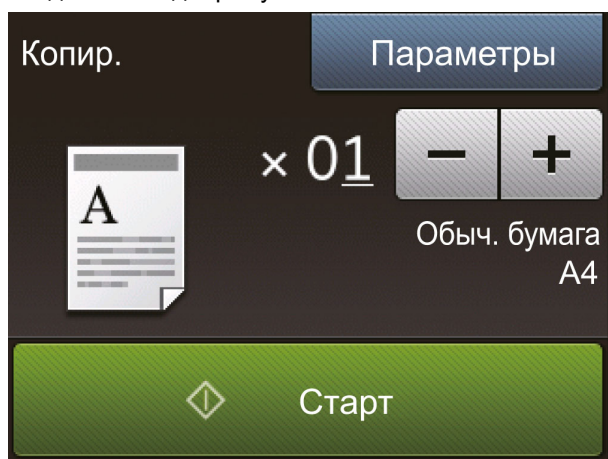 Копир.
Параметры
× 01
− +
A
Обыч. бумага
A4
Старт